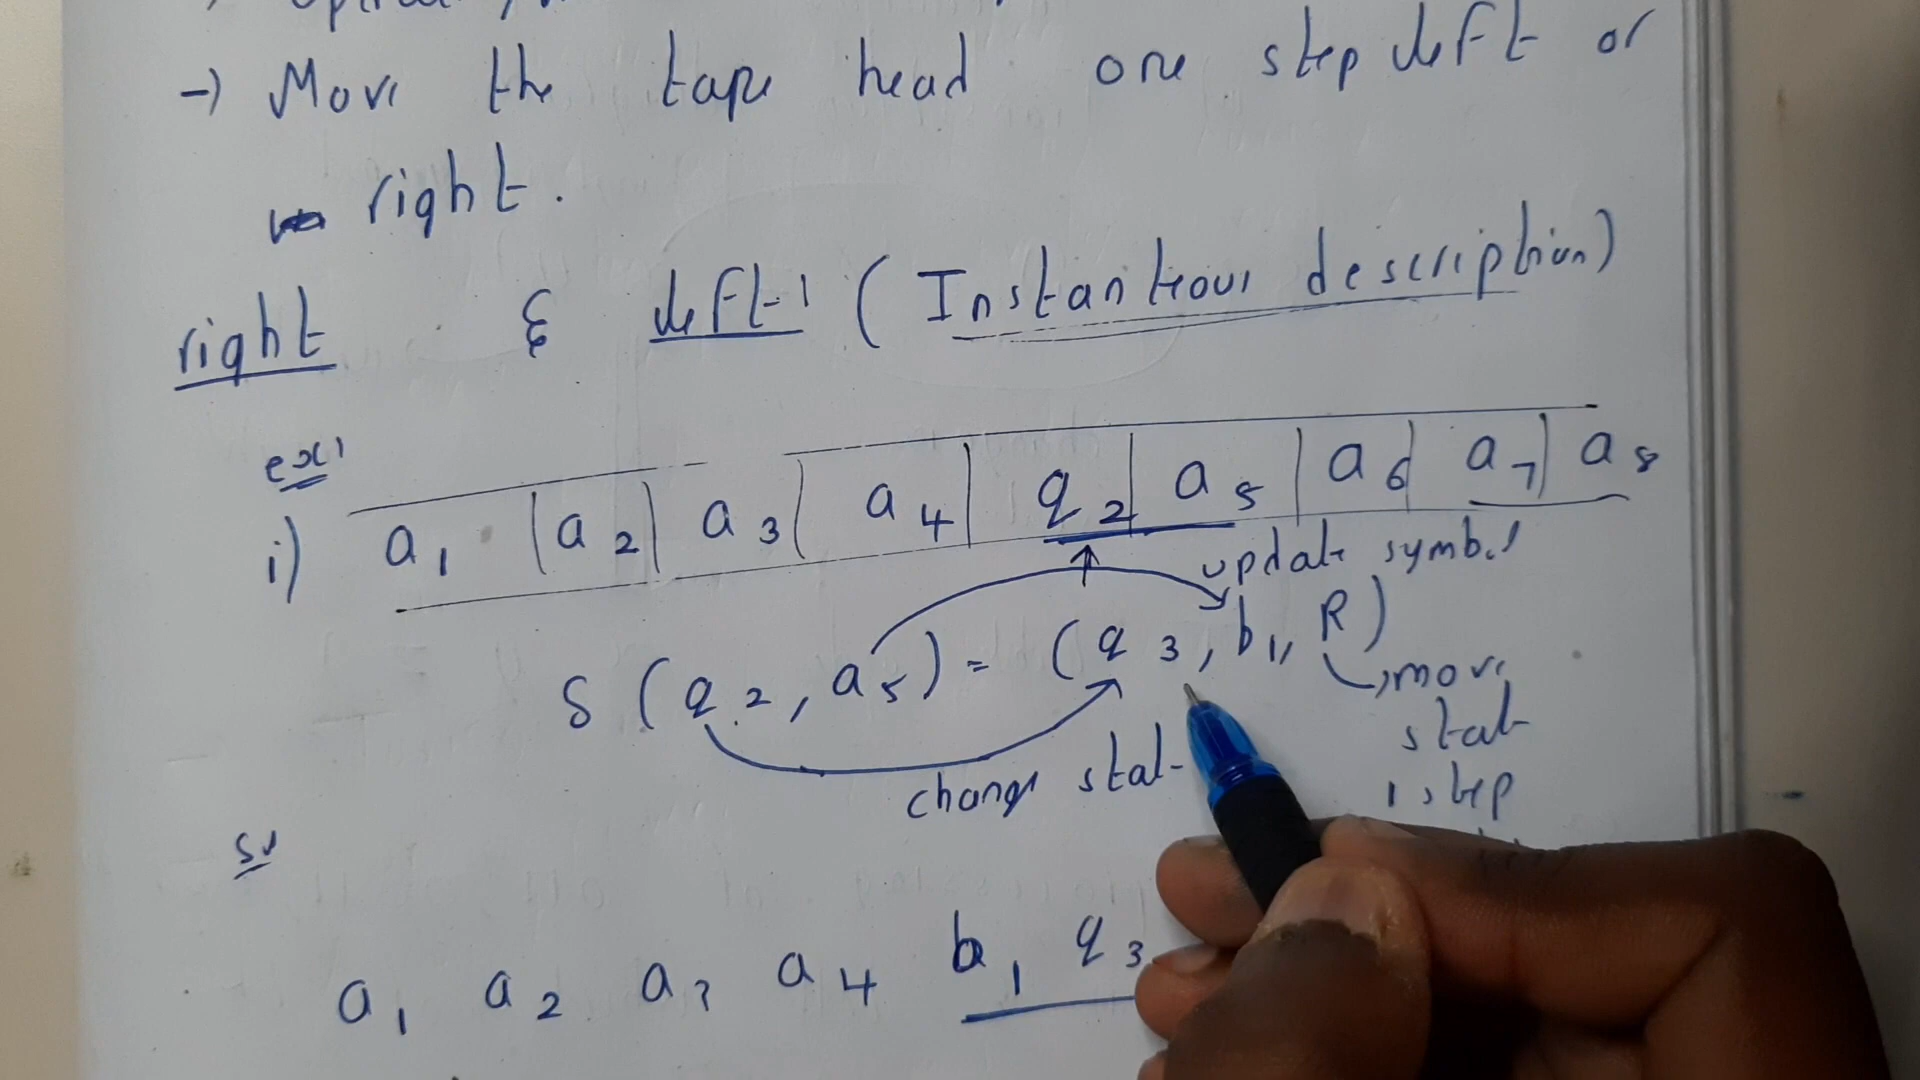 -> Move the tape head one step left or
right.
right & left: (Instantious description)
ex:
i) a1 | a2 | a3 | a4 | q2 | a5 | a6 | a7 | a8
update symbol
δ (q2, a5) = (q3, b1, R)
move
state
1 step
change state
a1 a2 a3 a4 b1 q3